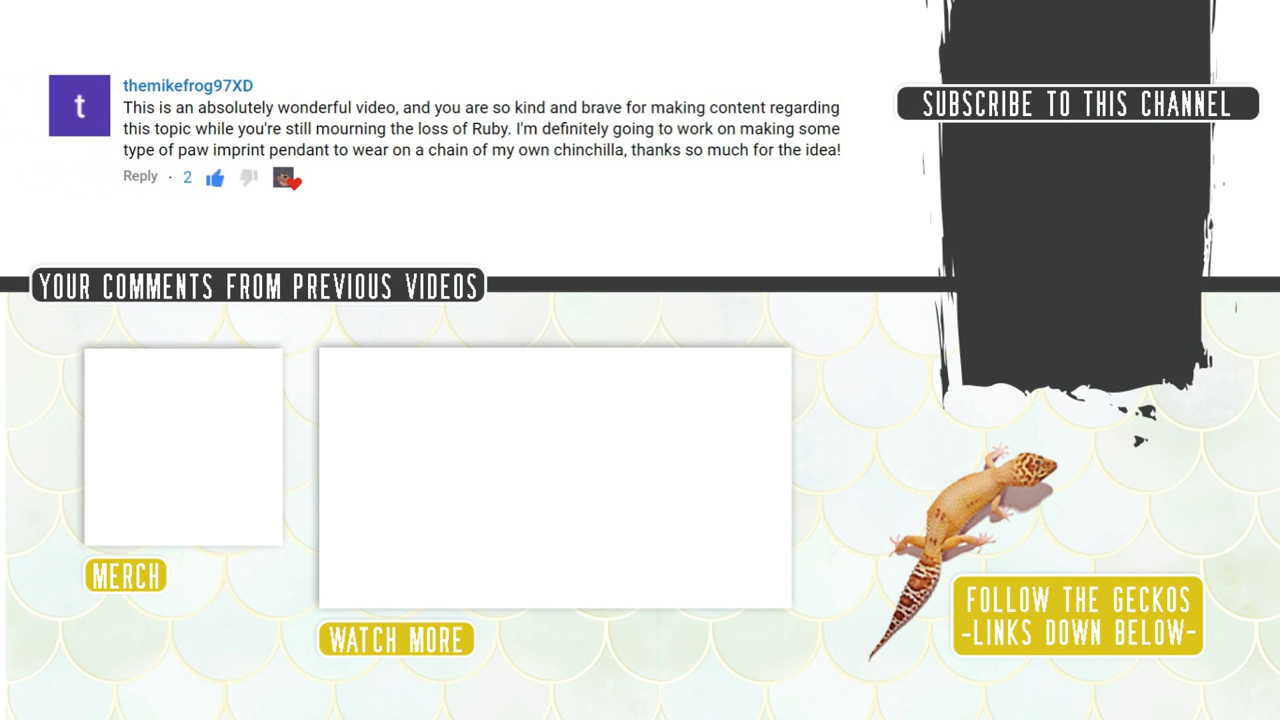 themikefrog97XD
This is an absolutely wonderful video, and you are so kind and brave for making content regarding
this topic while you're still mourning the loss of Ruby. I'm definitely going to work on making some
type of paw imprint pendant to wear on a chain of my own chinchilla, thanks so much for the idea!
Reply · 2
SUBSCRIBE TO THIS CHANNEL
YOUR COMMENTS FROM PREVIOUS VIDEOS
MERCH
WATCH MORE
FOLLOW THE GECKOS
-LINKS DOWN BELOW-